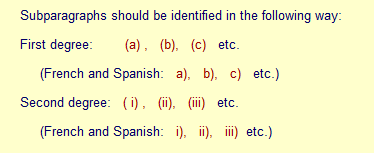 Subparagraphs should be identified in the following way:
First degree: (a) , (b), (c) etc.
(French and Spanish: a), b), c) etc.)
Second degree: ( i) , (ii), (iii) etc.
(French and Spanish: i), ii), iii) etc.)